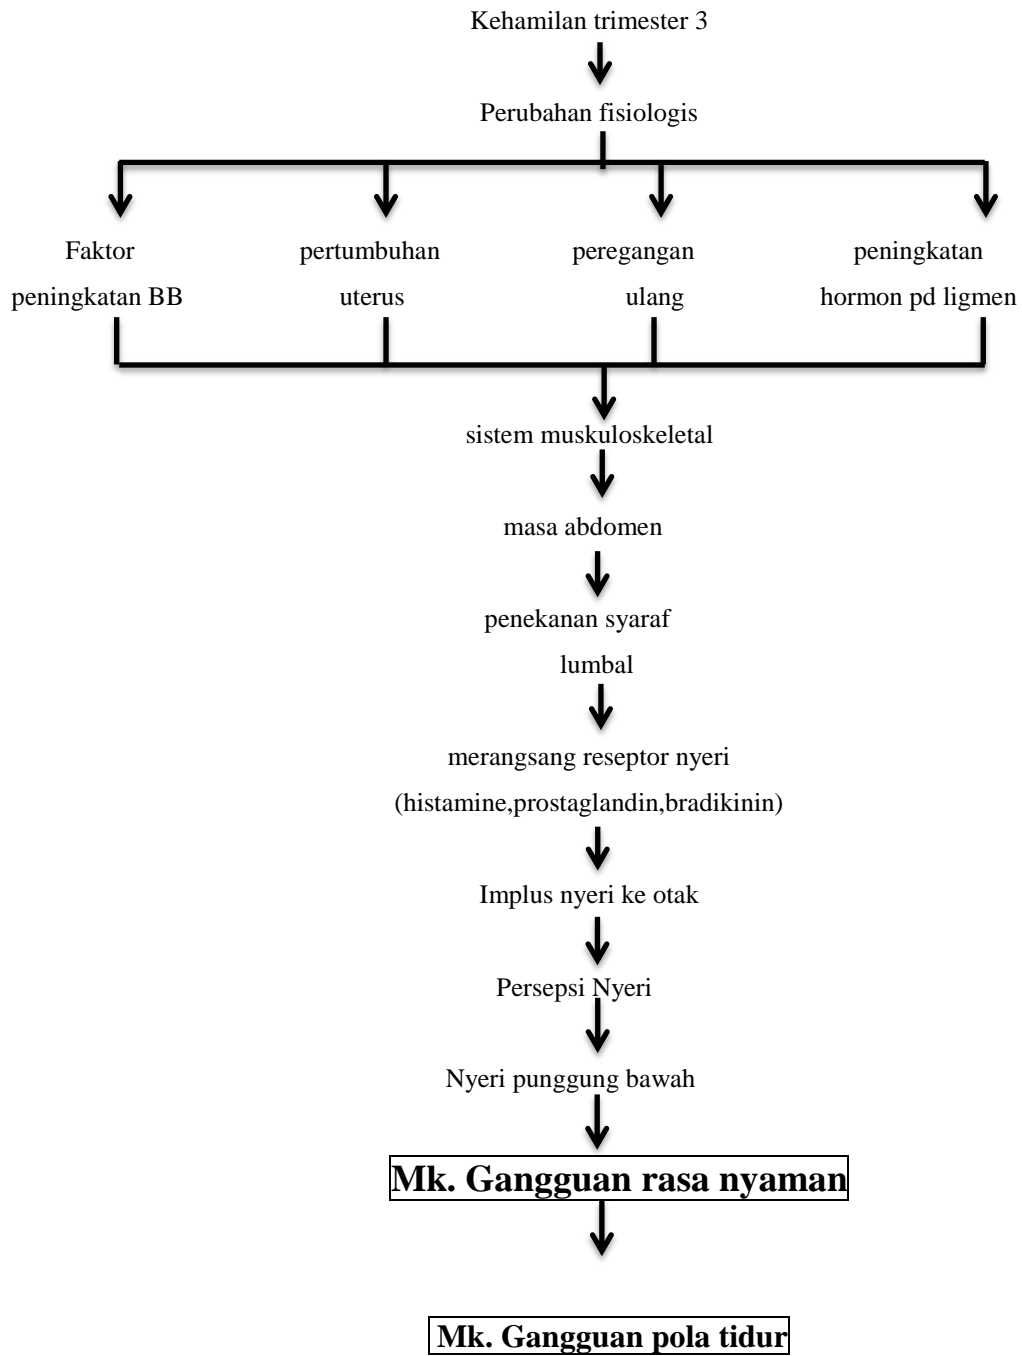 Kehamilan trimester 3
Perubahan fisiologis
Faktor
peningkatan BB
pertumbuhan
uterus
peregangan
ulang
peningkatan
hormon pd ligmen
sistem muskuloskeletal
masa abdomen
penekanan syaraf
lumbal
merangsang reseptor nyeri
(histamine,prostaglandin,bradikinin)
Implus nyeri ke otak
Persepsi Nyeri
Nyeri punggung bawah
Mk. Gangguan rasa nyaman
Mk. Gangguan pola tidur